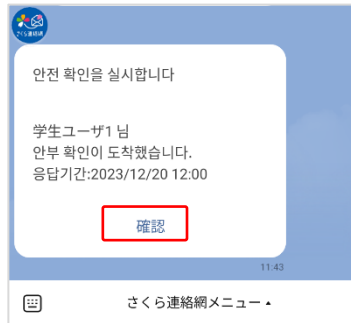 さくら連絡網
안전 확인을 실시합니다
学生ユーザ1 님
안부 확인이 도착했습니다.
응답기간:2023/12/20 12:00
確認
11:43
さくら連絡網メニュー▲